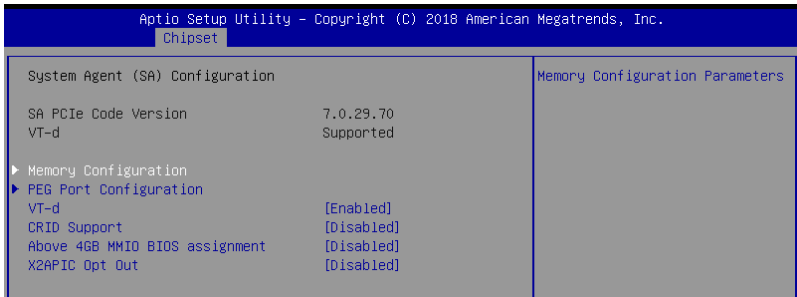 Aptio Setup Utility – Copyright (C) 2018 American Megatrends, Inc.
Chipset
System Agent (SA) Configuration
Memory Configuration Parameters
SA PCIe Code Version 7.0.29.70
VT-d Supported
Memory Configuration
PEG Port Configuration
VT-d [Enabled]
CRID Support [Disabled]
Above 4GB MMIO BIOS assignment [Disabled]
X2APIC Opt Out [Disabled]